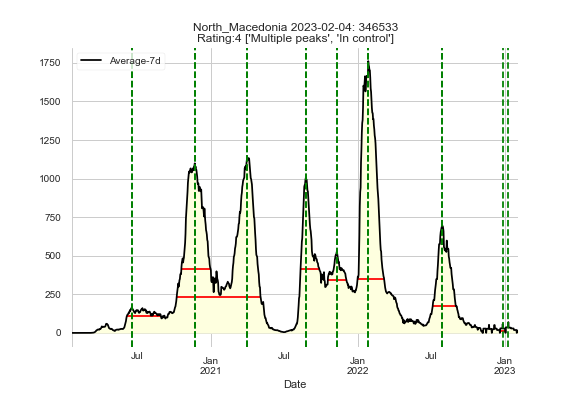 North_Macedonia 2023-02-04: 346533
Rating:4 ['Multiple peaks', 'In control']
Average-7d
1750
1500
1250
1000
750
500
250
0
Jul
Jan
2021
Jul
Jan
2022
Jul
Jan
2023
Date